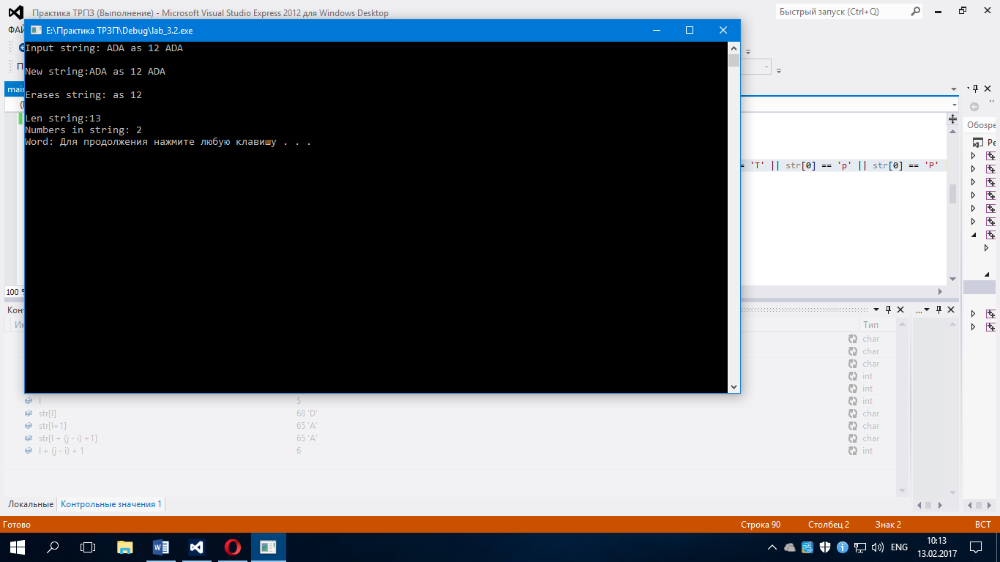 Практика ТРПЗ (Выполнение) - Microsoft Visual Studio Express 2012 для Windows Desktop
Быстрый запуск (Ctrl+Q)
E:\Практика ТРЗП\Debug\lab_3.2.exe
Input string: ADA as 12 ADA
New string:ADA as 12 ADA
Erases string: as 12
Len string:13
Numbers in string: 2
Word: Для продолжения нажмите любую клавишу . . .
= 'T' || str[0] == 'p' || str[0] == 'P'
100 %
Тип
char
char
char
int
int
l 5 int
str[l] 68 'D' char
str[l+1] 65 'A' char
str[l + (j - i) +1] 65 'A' char
l + (j - i) + 1 6 int
Локальные Контрольные значения 1
Готово Строка 90 Столбец 2 Знак 2 ВСТ
ENG 10:13
13.02.2017